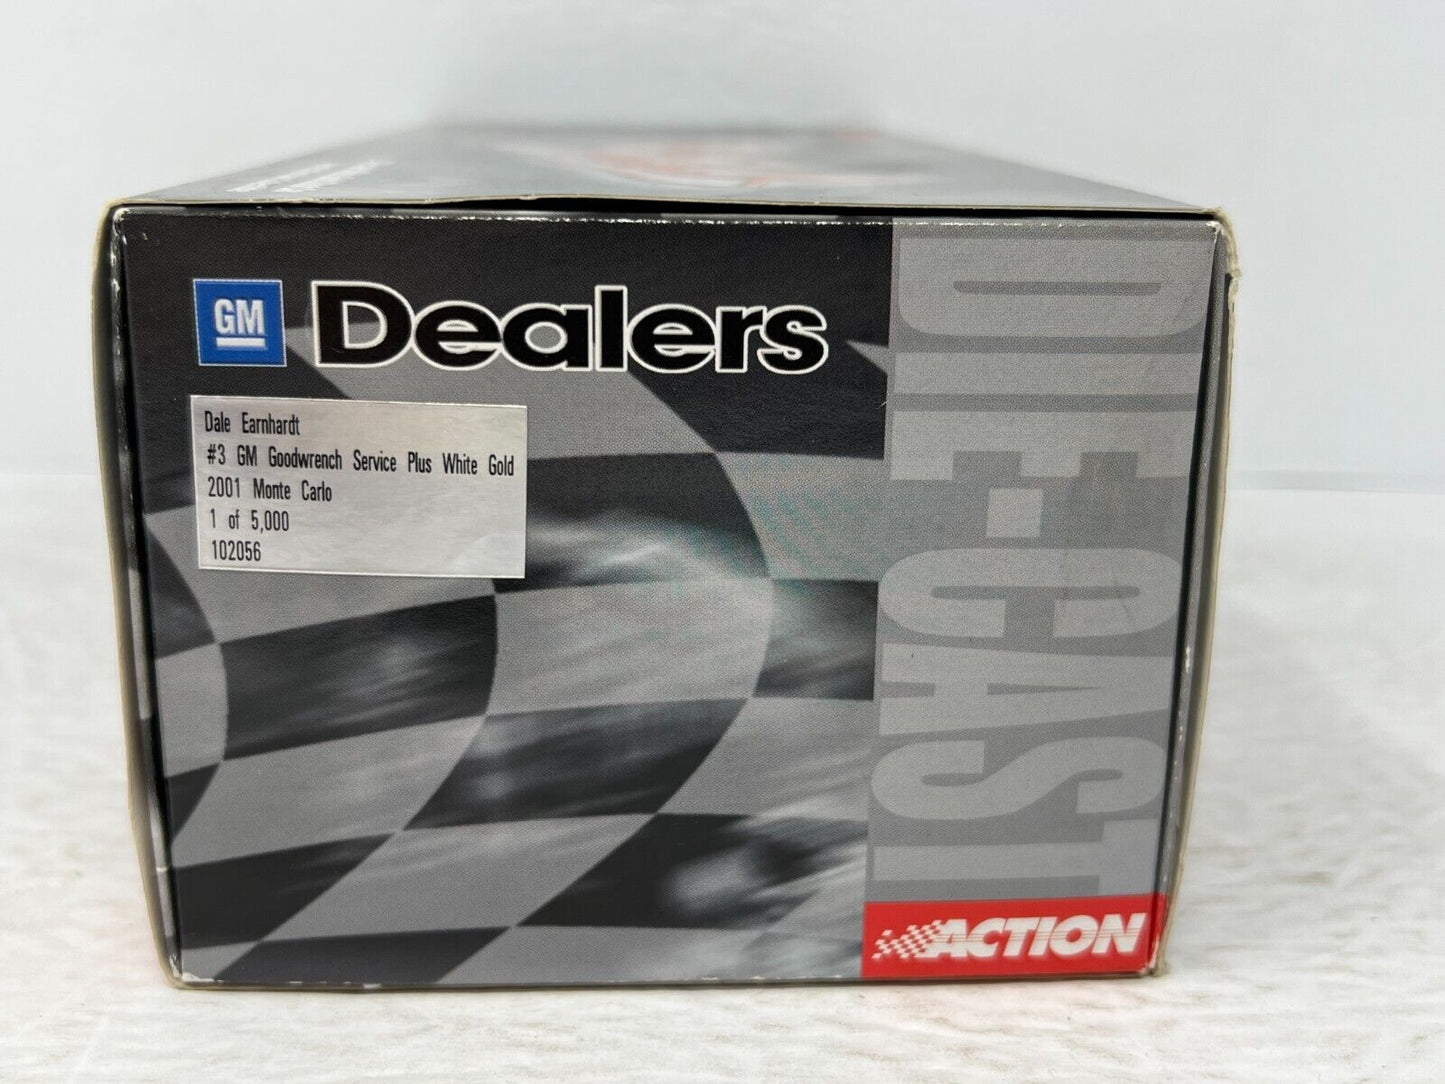 GM Dealers
Dale Earnhardt
#3 GM Goodwrench Service Plus White Gold
2001 Monte Carlo
1 of 5,000
102056
DIE-CAST
ACTION